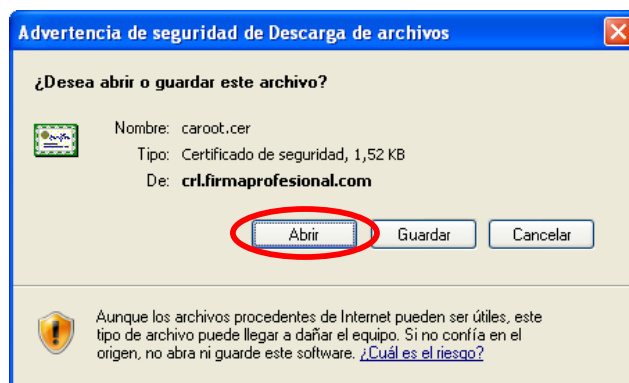 Advertencia de seguridad de Descarga de archivos
¿Desea abrir o guardar este archivo?
Nombre: caroot.cer
Tipo: Certificado de seguridad, 1,52 KB
De: crl.firmaprofesional.com
Abrir Guardar Cancelar
Aunque los archivos procedentes de Internet pueden ser útiles, este
tipo de archivo puede llegar a dañar el equipo. Si no confía en el
origen, no abra ni guarde este software. ¿Cuál es el riesgo?